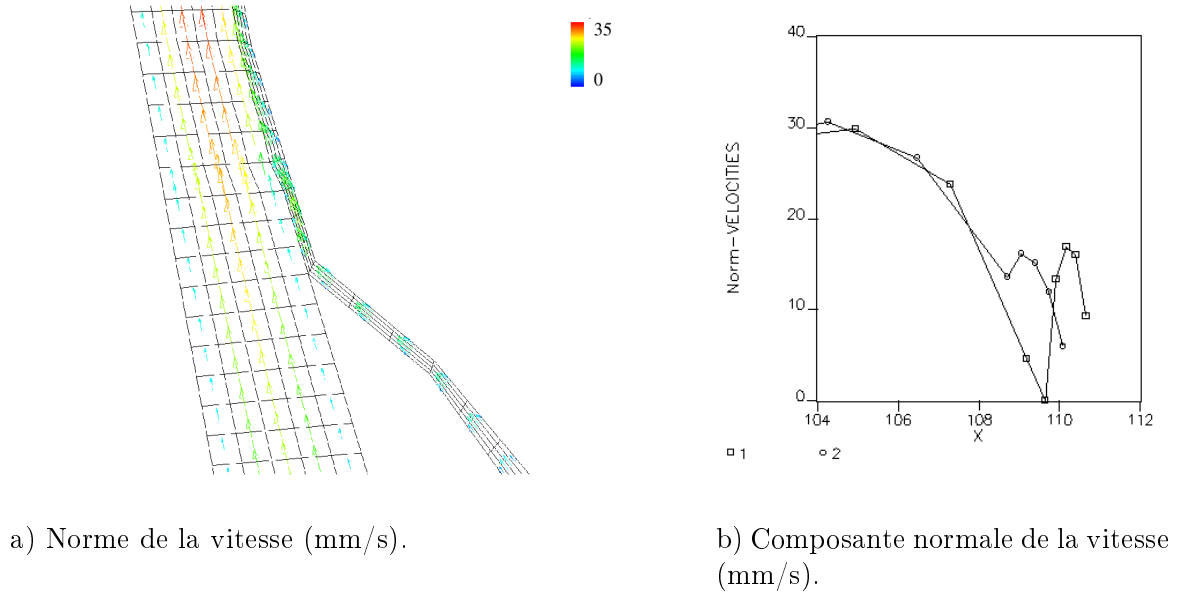 35
0
40
30
20
10
0
Norm-VELOCITIES
104
106
108
110
112
X
1
2
a) Norme de la vitesse (mm/s).
b) Composante normale de la vitesse
(mm/s).